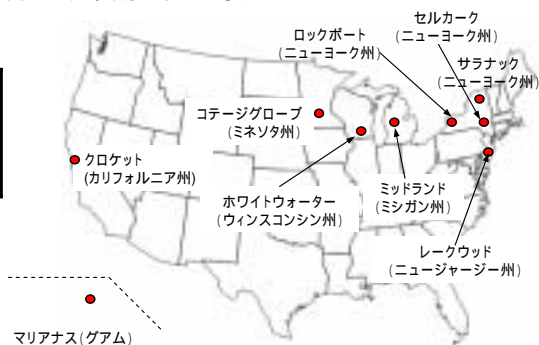 セルカーク
(ニューヨーク州)
ロックポート
(ニューヨーク州)
サラナック
(ニューヨーク州)
コテージグローブ
(ミネソタ州)
クロケット
(カリフォルニア州)
ホワイトウォーター
(ウィンスコンシン州)
ミッドランド
(ミシガン州)
レークウッド
(ニュージャージー州)
マリアナス(グアム)